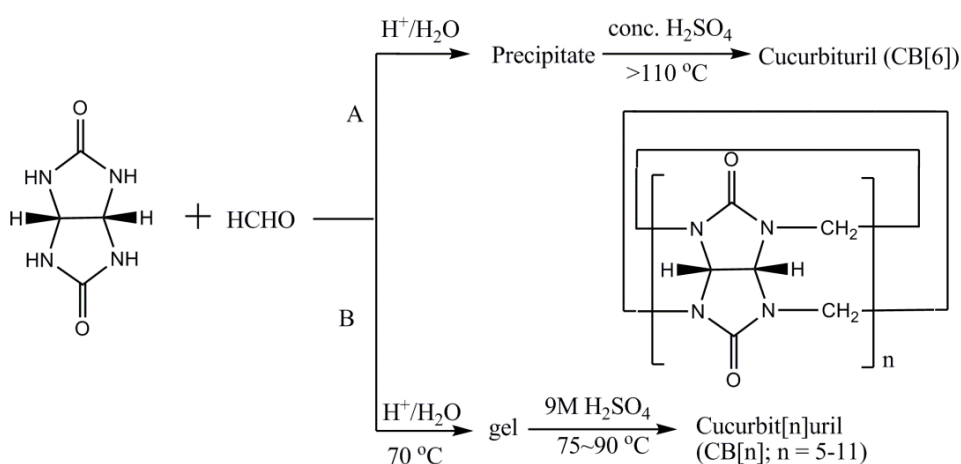 H⁺/H₂O
Precipitate
conc. H₂SO₄
>110 °C
Cucurbituril (CB[6])
A
O
HN
NH
H
H
HN
NH
O
+
HCHO
O
N
N
CH₂
H
H
N
N
CH₂
O
n
B
H⁺/H₂O
70 °C
gel
9M H₂SO₄
75~90 °C
Cucurbit[n]uril
(CB[n]; n = 5-11)